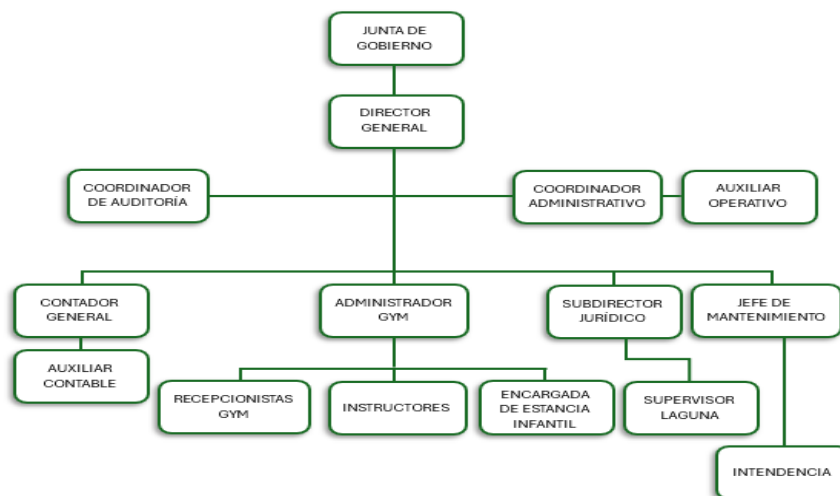 JUNTA DE
GOBIERNO
DIRECTOR
GENERAL
COORDINADOR
DE AUDITORÍA
COORDINADOR
ADMINISTRATIVO
AUXILIAR
OPERATIVO
CONTADOR
GENERAL
ADMINISTRADOR
GYM
SUBDIRECTOR
JURÍDICO
JEFE DE
MANTENIMIENTO
AUXILIAR
CONTABLE
RECEPCIONISTAS
GYM
INSTRUCTORES
ENCARGADA
DE ESTANCIA
INFANTIL
SUPERVISOR
LAGUNA
INTENDENCIA